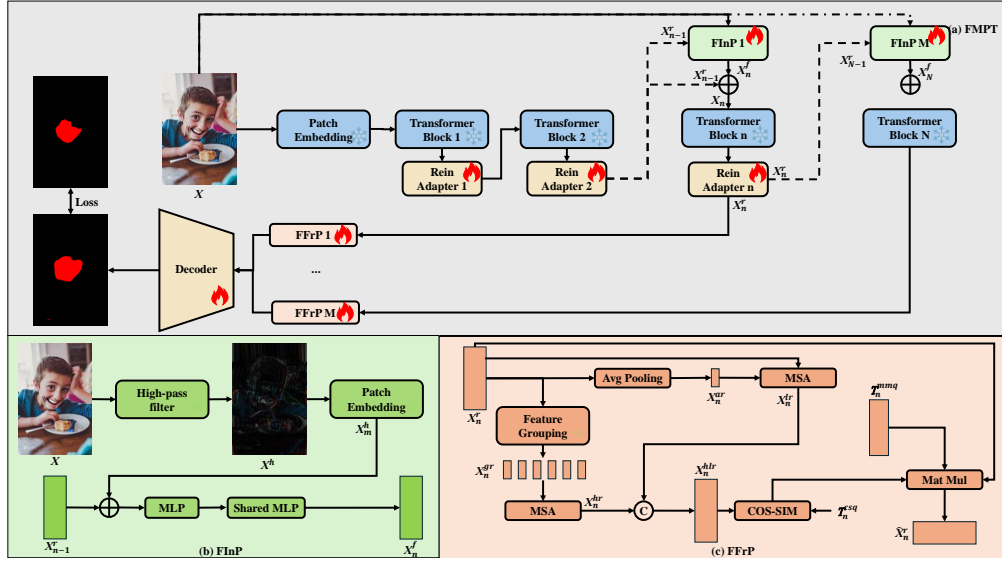 (a) FMPT
X^r_{n-1}
FInP 1
FInP M
X^r_{n-1}
X^f_n
X^r_{N-1}
X^f_N
X_n
Patch
Embedding
Transformer
Block 1
Transformer
Block 2
Transformer
Block n
Transformer
Block N
Rein
Adapter 1
Rein
Adapter 2
Rein
Adapter n
X^r_n
X^r_n
X
Loss
Decoder
FFrP 1
...
FFrP M
High-pass
filter
Patch
Embedding
X
X^h
X^h_m
MLP
Shared MLP
X^r_{n-1}
(b) FInP
X^f_n
Avg Pooling
MSA
X^r_n
X^{ar}_n
X^{lr}_n
T^{mmq}_n
Feature
Grouping
X^{gr}_n
X^{hlr}_n
Mat Mul
MSA
X^{hr}_n
C
COS-SIM
T^{csq}_n
X̂^r_n
(c) FFrP